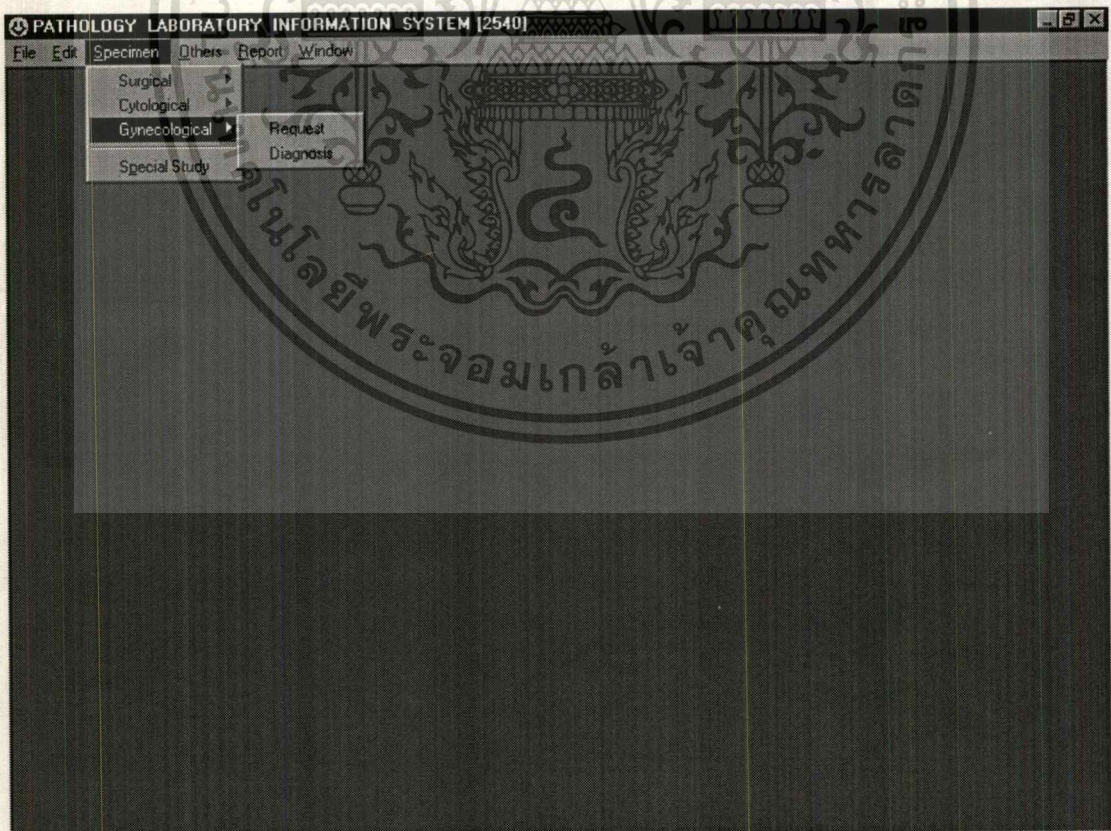 PATHOLOGY LABORATORY INFORMATION SYSTEM [2540]
File Edit Specimen Others Report Window
Surgical
Cytological
Gynecological
Special Study
Request
Diagnosis
คโนโลยีพระจอมเกล้าเจ้าคุณทหารลาดก